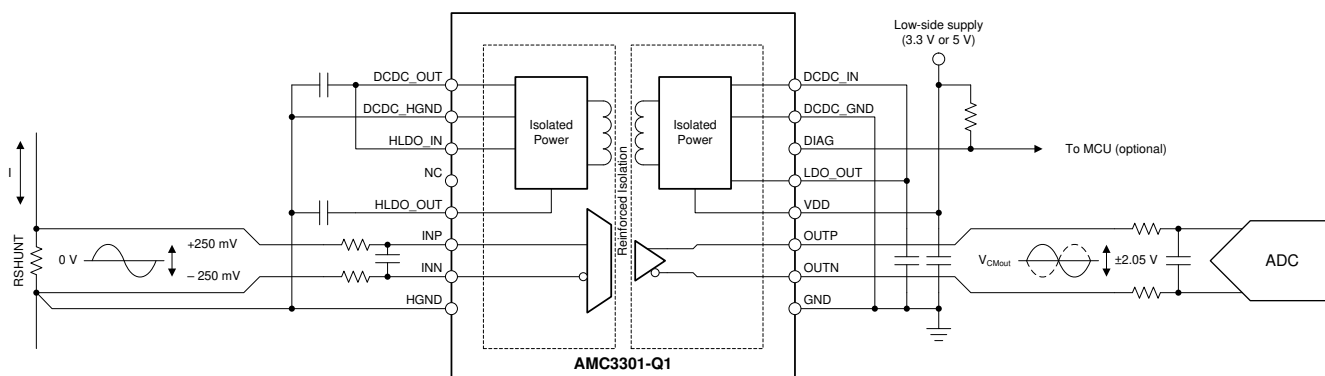 Low-side supply
(3.3 V or 5 V)
DCDC_OUT
DCDC_HGND
HLDO_IN
NC
HLDO_OUT
INP
INN
HGND
Isolated
Power
Reinforced Isolation
Isolated
Power
DCDC_IN
DCDC_GND
DIAG
LDO_OUT
VDD
OUTP
OUTN
GND
To MCU (optional)
I
RSHUNT
0 V
+250 mV
– 250 mV
VCMout
±2.05 V
ADC
AMC3301-Q1